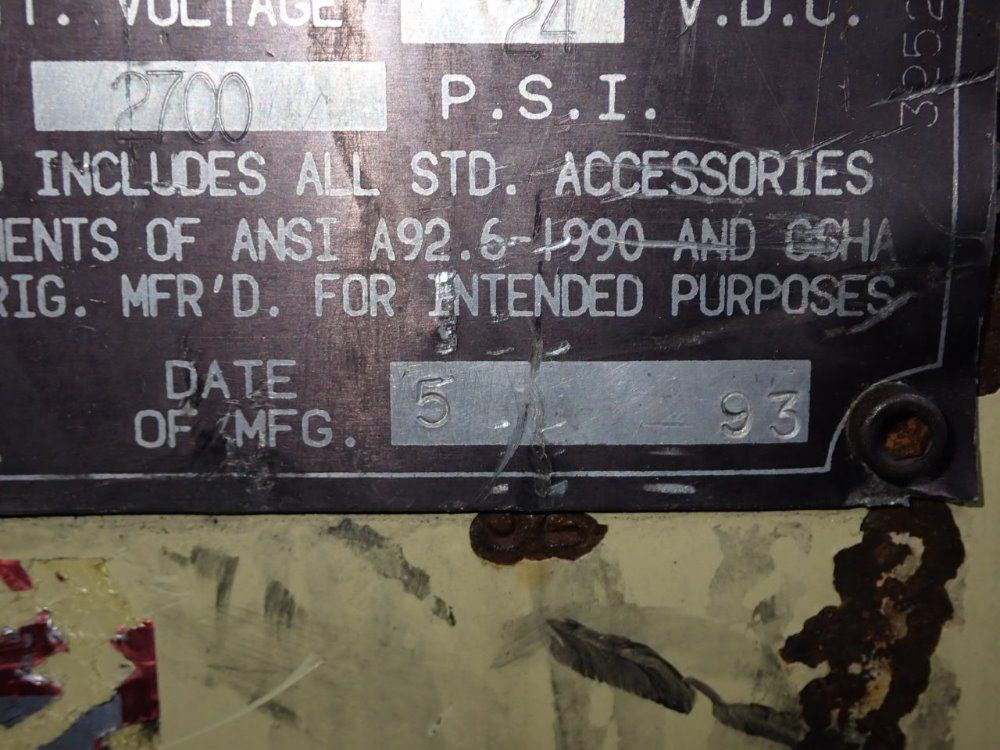 T. VOLTAGE 24 V.D.C.
2700 P.S.I.
INCLUDES ALL STD. ACCESSORIES
MENTS OF ANSI A92.6-1990 AND OSHA
RIG. MFR'D. FOR INTENDED PURPOSES
DATE
OF MFG. 5 93
3252